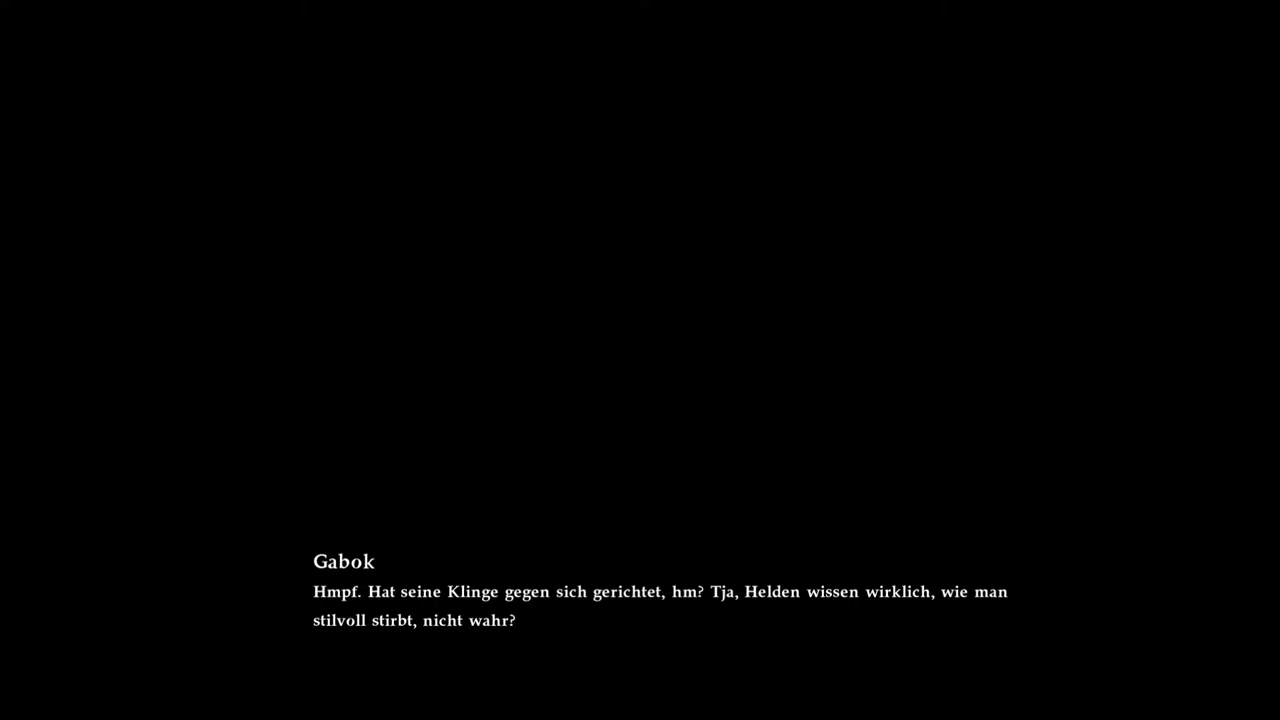 Gabok
Hmpf. Hat seine Klinge gegen sich gerichtet, hm? Tja, Helden wissen wirklich, wie man
stilvoll stirbt, nicht wahr?